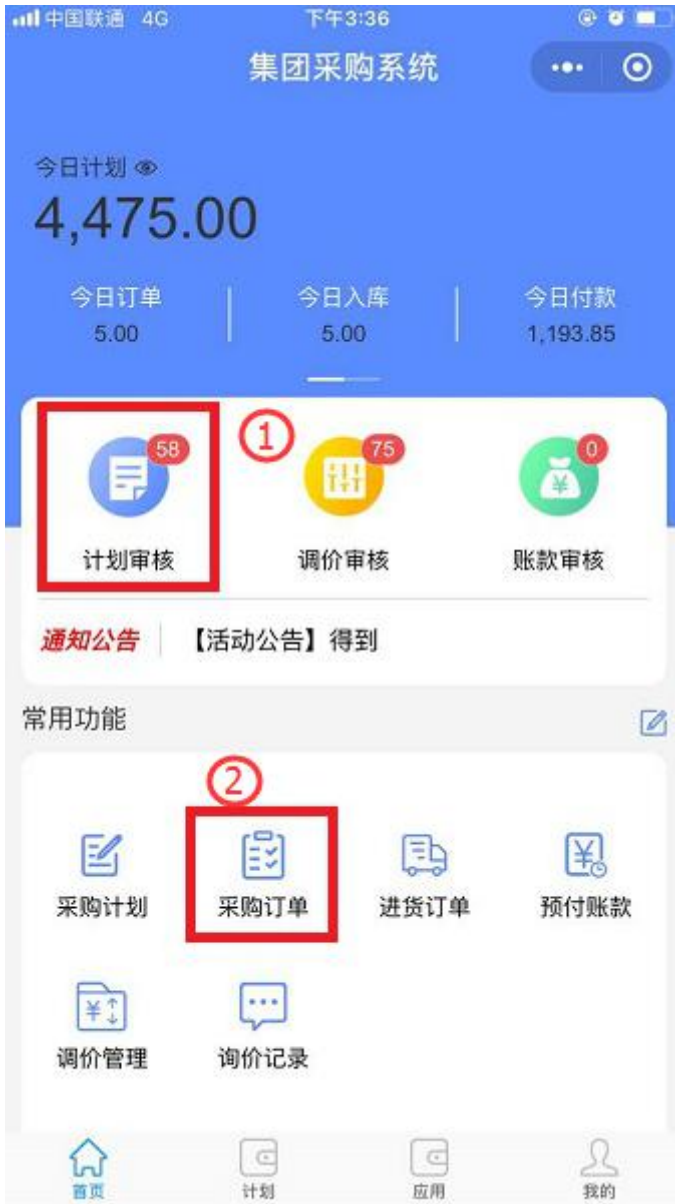 中国联通 4G 下午3:36
集团采购系统
今日计划
4,475.00
今日订单 今日入库 今日付款
5.00 5.00 1,193.85
58 ① 75 0
计划审核 调价审核 账款审核
通知公告 【活动公告】得到
常用功能
②
采购计划 采购订单 进货订单 预付账款
调价管理 询价记录
首页 计划 应用 我的